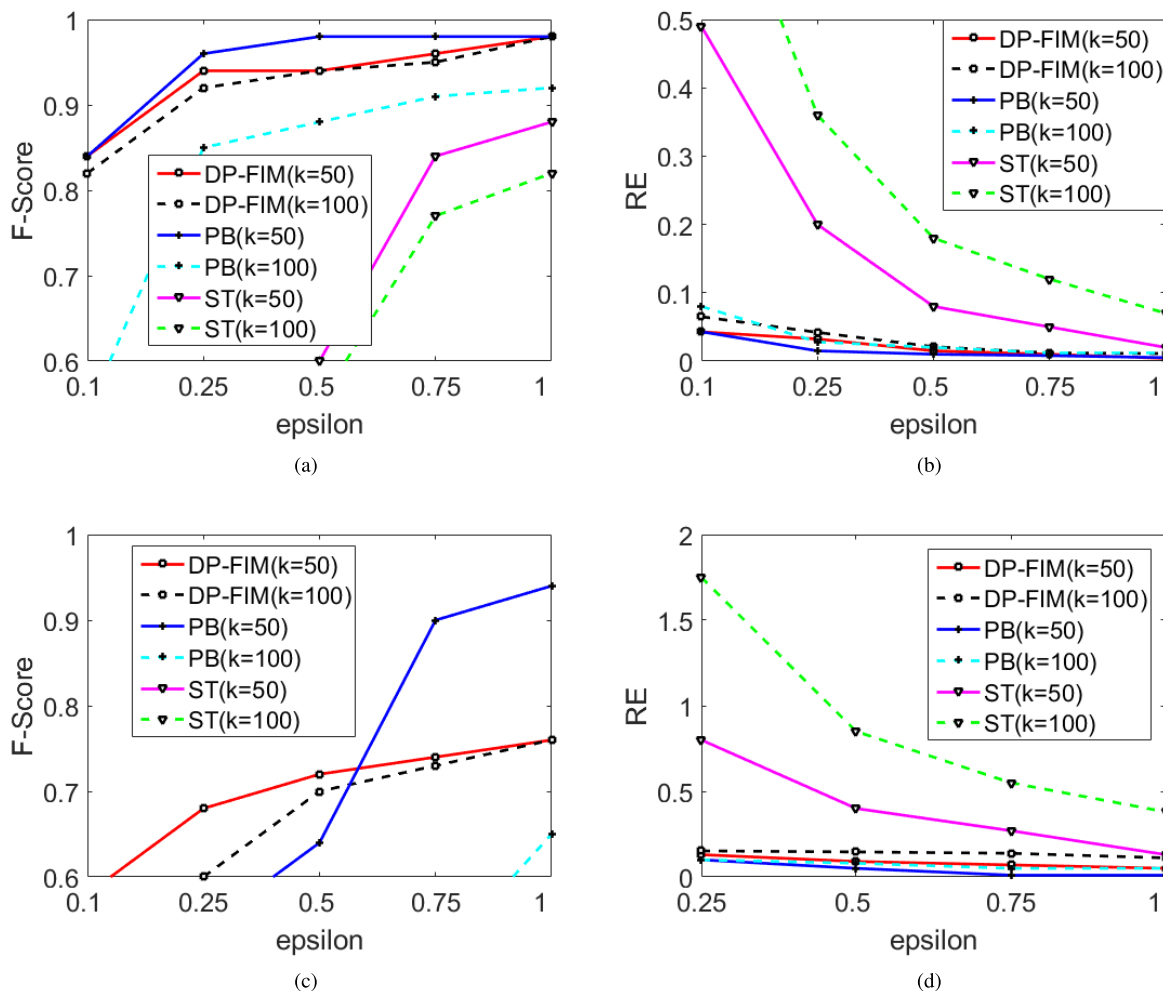 1
0.9
0.8
0.7
0.6
F-Score
DP-FIM(k=50)
DP-FIM(k=100)
PB(k=50)
PB(k=100)
ST(k=50)
ST(k=100)
0.1 0.25 0.5 0.75 1
epsilon
(a)
0.5
0.4
0.3
0.2
0.1
0
RE
DP-FIM(k=50)
DP-FIM(k=100)
PB(k=50)
PB(k=100)
ST(k=50)
ST(k=100)
0.1 0.25 0.5 0.75 1
epsilon
(b)
1
0.9
0.8
0.7
0.6
F-Score
DP-FIM(k=50)
DP-FIM(k=100)
PB(k=50)
PB(k=100)
ST(k=50)
ST(k=100)
0.1 0.25 0.5 0.75 1
epsilon
(c)
2
1.5
1
0.5
0
RE
DP-FIM(k=50)
DP-FIM(k=100)
PB(k=50)
PB(k=100)
ST(k=50)
ST(k=100)
0.25 0.5 0.75 1
epsilon
(d)